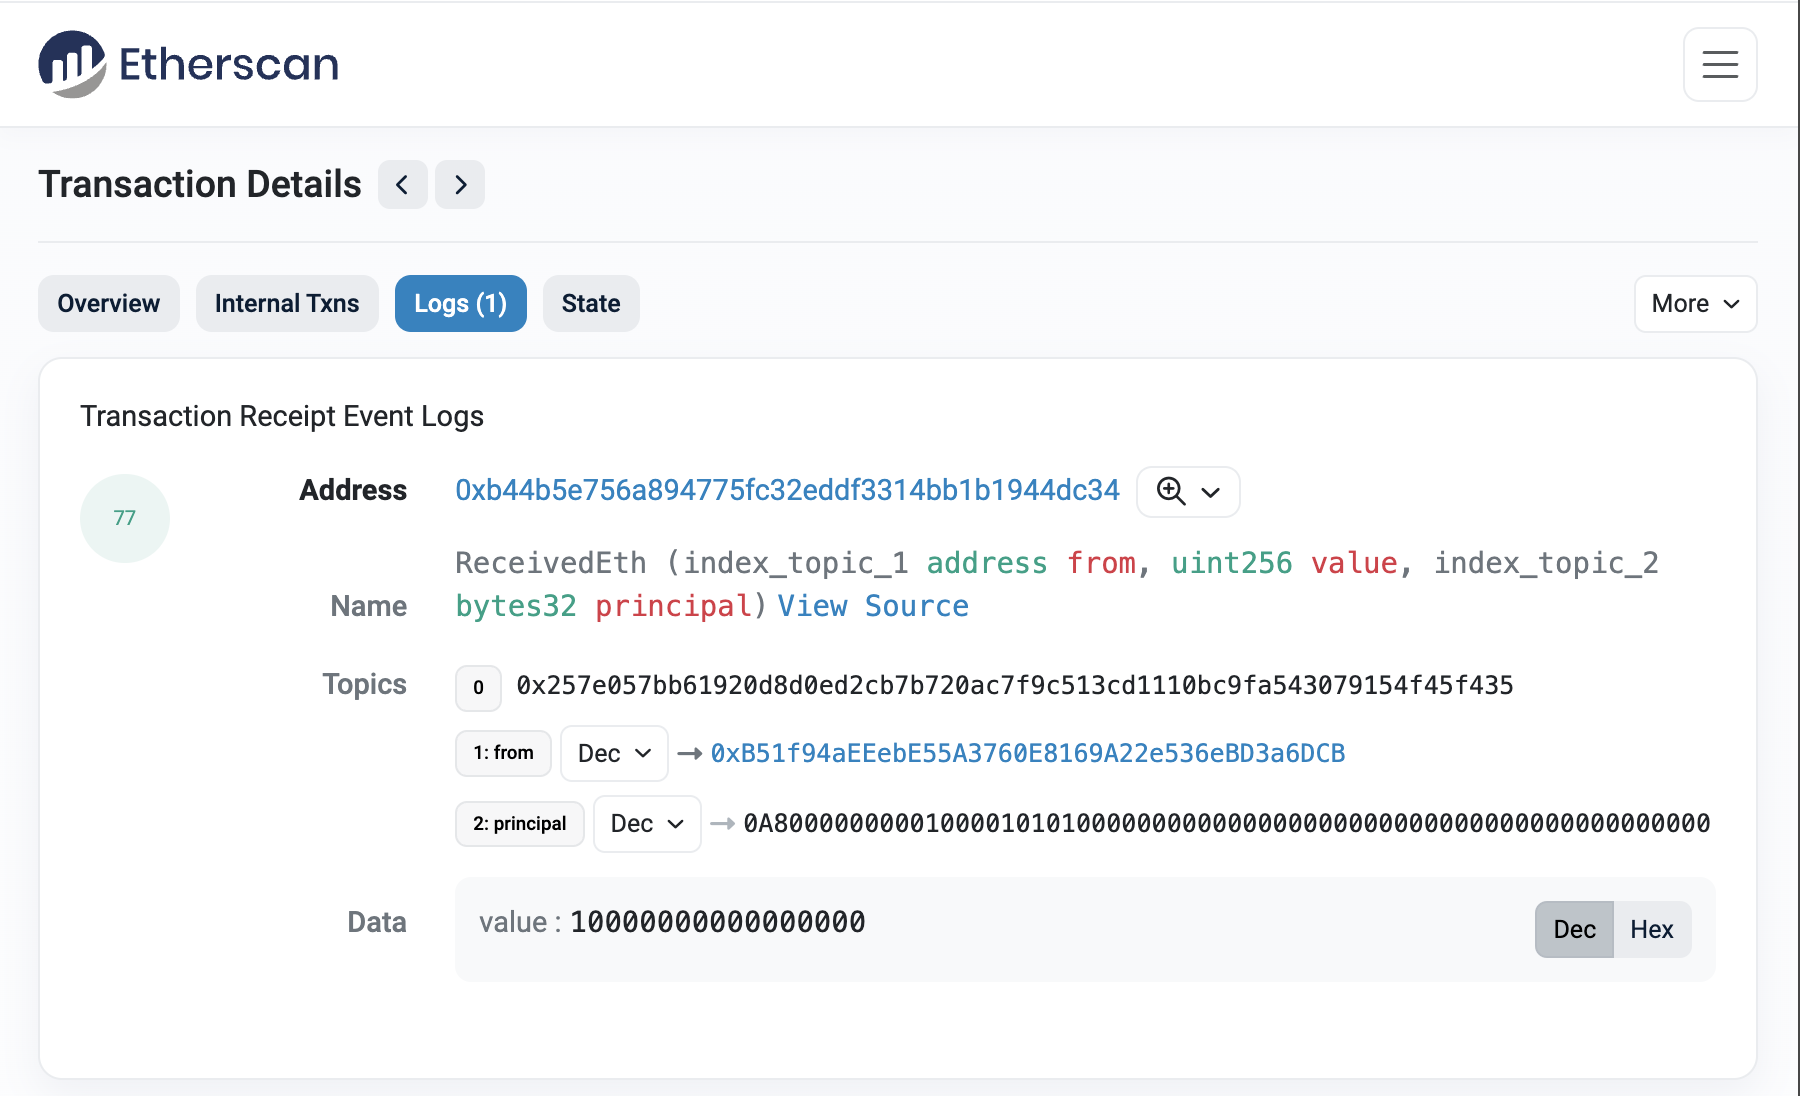 Etherscan
Transaction Details
Overview Internal Txns Logs (1) State More
Transaction Receipt Event Logs
77
Address 0xb44b5e756a894775fc32eddf3314bb1b1944dc34
Name ReceivedEth (index_topic_1 address from, uint256 value, index_topic_2
bytes32 principal) View Source
Topics 0 0x257e057bb61920d8d0ed2cb7b720ac7f9c513cd1110bc9fa543079154f45f435
1: from Dec → 0xB51f94aEEebE55A3760E8169A22e536eBD3a6DCB
2: principal Dec → 0A80000000001000010101000000000000000000000000000000000000000000
Data value : 10000000000000000 Dec Hex